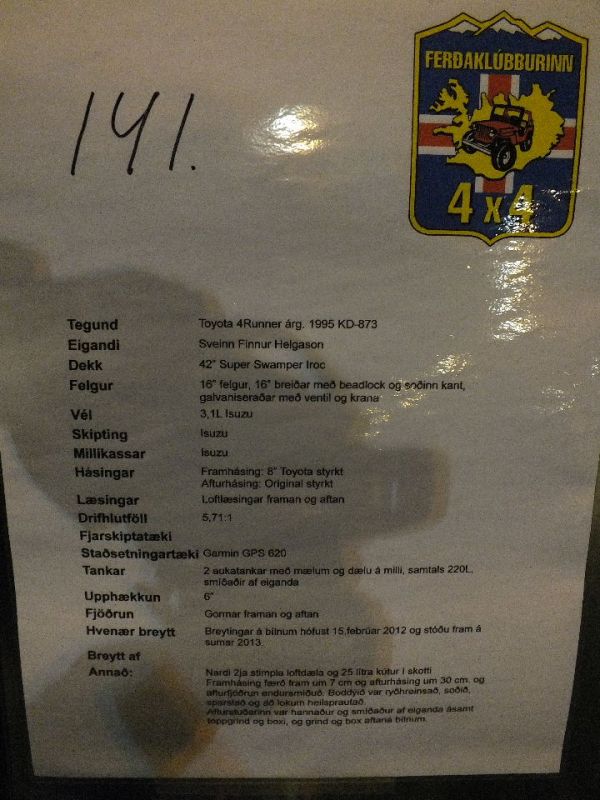 FERÐAKLÚBBURINN
4x4
141.
Tegund Toyota 4Runner árg. 1995 KD-873
Eigandi Sveinn Finnur Helgason
Dekk 42" Super Swamper Iroc
Felgur 16" felgur, 16" breiðar með beadlock og soðinn kant,
galvaniseraðar með ventil og krana
Vél 3,1L Isuzu
Skipting Isuzu
Millikassar Isuzu
Hásingar Framhásing: 8" Toyota styrkt
Afturhásing: Original styrkt
Læsingar Loftlæsingar framan og aftan
Drifhlutföll 5,71:1
Fjarskiptatæki
Staðsetningartæki Garmin GPS 620
Tankar 2 aukatankar með mælum og dælu á milli, samtals 220L,
smíðaðir af eiganda
Upphækkun 6"
Fjöðrun Gormar framan og aftan
Hvenær breytt Breytingar á bílnum hófust 15,febrúar 2012 og stóðu fram á
sumar 2013.
Breytt af
Annað: Nardi 2ja stimpla loftdæla og 25 lítra kútur í skotti
Framhásing færð fram um 7 cm og afturhásing um 30 cm. og
afturfjöðrun endursmíðuð. Boddýið var ryðhreinsað, soðið,
sparslað og að lokum heilsprautað.
Afturstuðarinn var hannaður og smíðaður af eiganda ásamt
toppgrind og boxi, og grind og box aftaná bílnum.